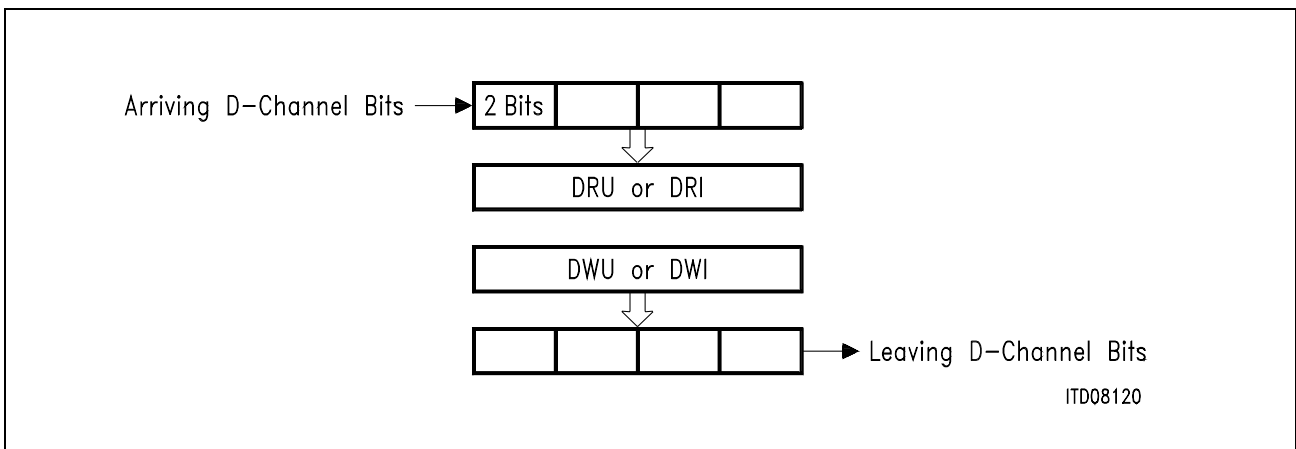 Arriving D-Channel Bits
2 Bits
DRU or DRI
DWU or DWI
Leaving D-Channel Bits
ITD08120